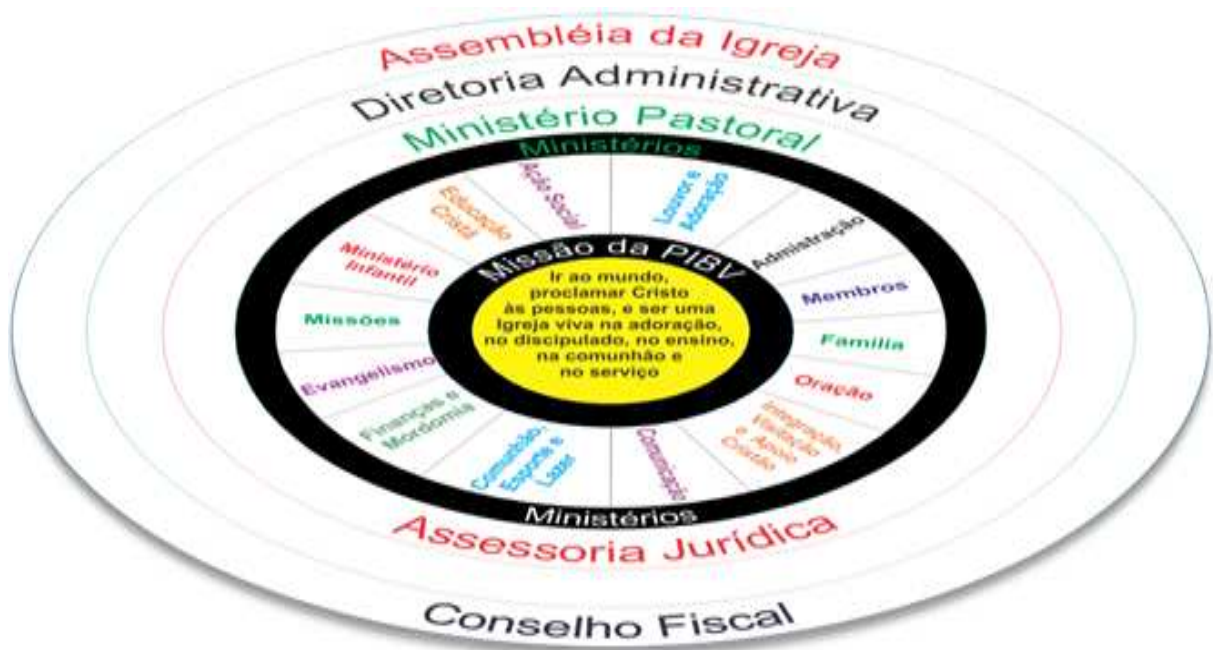 Assembléia da Igreja
Diretoria Administrativa
Ministério Pastoral
Ministérios
Ação Social
Louvor e
Adoração
Educação
Cristã
Admistração
Ministério
Infantil
Membros
Missões
Familia
Evangelismo
Oração
Finanças e
Mordomia
Integração,
Visitação
e Apoio
Cristão
Comunhão,
Esporte e
Lazer
Comunicação
Missão da PIBV
Ir ao mundo,
proclamar Cristo
às pessoas, e ser uma
Igreja viva na adoração,
no discipulado, no ensino,
na comunhão e
no serviço
Ministérios
Assessoria Jurídica
Conselho Fiscal